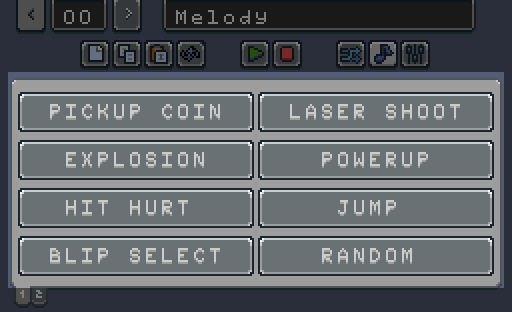 < 00 > Melody
PICKUP COIN LASER SHOOT
EXPLOSION POWERUP
HIT HURT JUMP
BLIP SELECT RANDOM
1 2